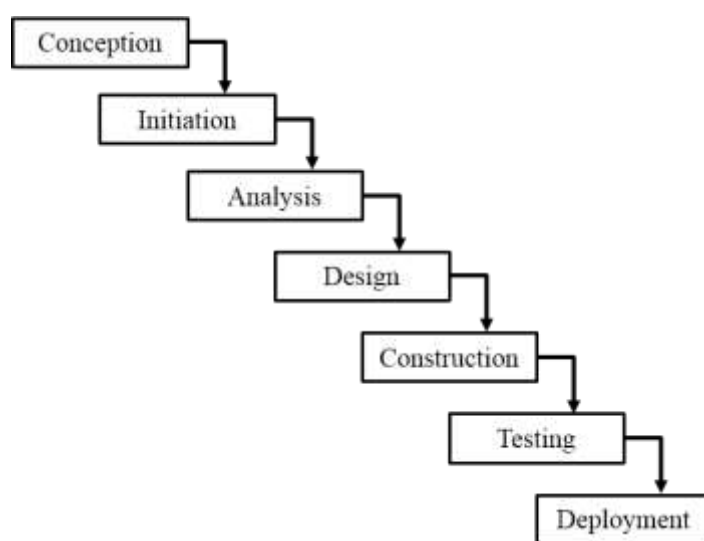 Conception
Initiation
Analysis
Design
Construction
Testing
Deployment